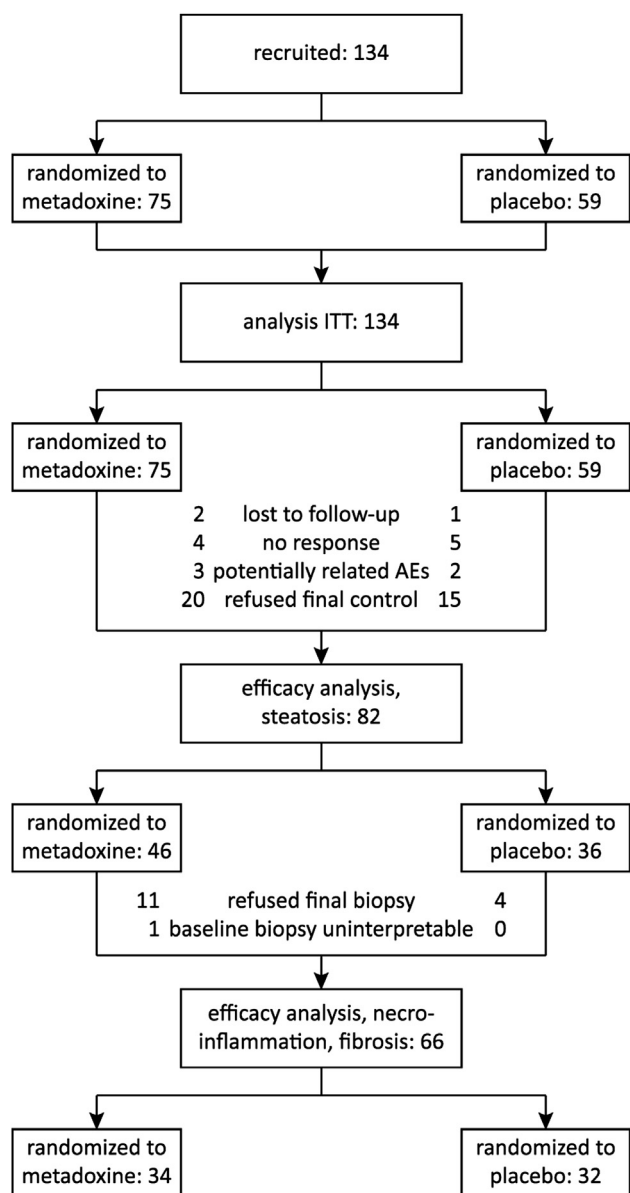 recruited: 134
randomized to
metadoxine: 75
randomized to
placebo: 59
analysis ITT: 134
randomized to
metadoxine: 75
randomized to
placebo: 59
2 lost to follow-up 1
4 no response 5
3 potentially related AEs 2
20 refused final control 15
efficacy analysis,
steatosis: 82
randomized to
metadoxine: 46
randomized to
placebo: 36
11 refused final biopsy 4
1 baseline biopsy uninterpretable 0
efficacy analysis, necro-
inflammation, fibrosis: 66
randomized to
metadoxine: 34
randomized to
placebo: 32